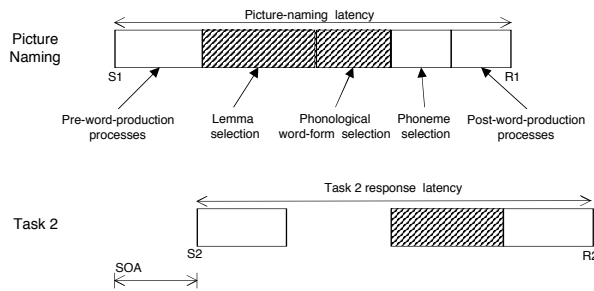 Picture-naming latency
Picture
Naming
S1
R1
Pre-word-production
processes
Lemma
selection
Phonological
word-form selection
Phoneme
selection
Post-word-production
processes
Task 2 response latency
Task 2
S2
R2
SOA